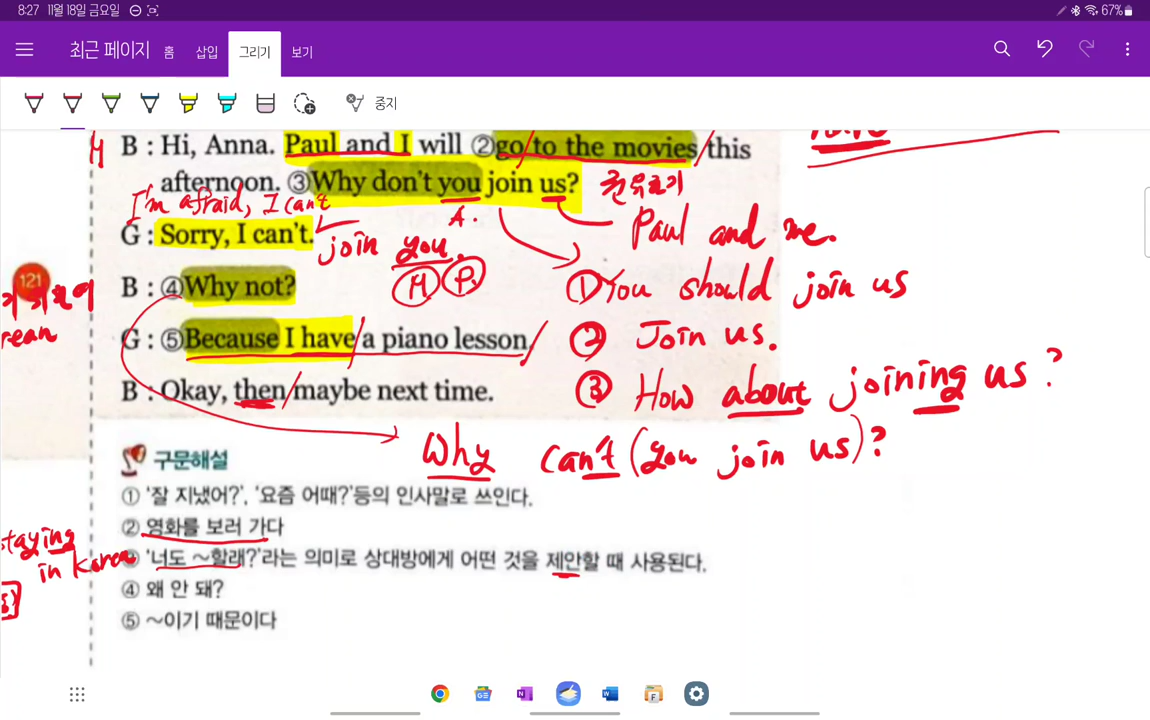 8:27 11월 18일 금요일 67%
최근 페이지 홈 삽입 그리기 보기
중지
have
H B : Hi, Anna. Paul and I will ②go/to the movies/this
afternoon. ③Why don't you join us? 권유하기
I'm afraid, I can't
A.
Paul and me.
G : Sorry, I can't. join you.
H P.
121
B : ④Why not?
①You should join us
rean
G : ⑤Because I have/a piano lesson/
② Join us.
B : Okay, then/maybe next time.
③ How about joining us?
Why can't (you join us)?
구문해설
① '잘 지냈어?', '요즘 어때?'등의 인사말로 쓰인다.
② 영화를 보러 가다
staying
in Korea
③ '너도 ~할래?'라는 의미로 상대방에게 어떤 것을 제안할 때 사용된다.
④ 왜 안 돼?
⑤ ~이기 때문이다